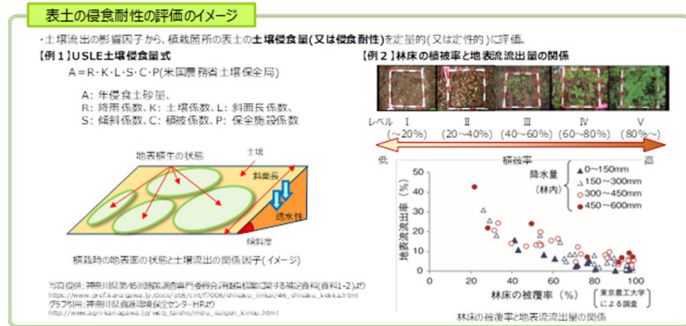 表土の侵食耐性の評価のイメージ
・土壌流出の影響因子から、植栽箇所の表土の土壌侵食量(又は侵食耐性)を定量的(又は定性的)に評価。
【例1】USLE土壌侵食量式
A=R・K・L・S・C・P(米国農務省土壌保全局)
A: 年侵食土砂量、
R: 降雨係数、K: 土壌係数、L: 斜面長係数、
S: 傾斜係数、C: 植被係数、P: 保全施設係数
地表植生の状態
土壌
斜面長
透水性
傾斜度
植栽時の地表面の状態と土壌流出の関係因子(イメージ)
【例2】林床の植被率と地表流流出量の関係
レベル Ⅰ Ⅱ Ⅲ Ⅳ Ⅴ
(~20%) (20~40%) (40~60%) (60~80%) (80%~)
低 植被率 高
地表流流出率 (%)
50
40
30
20
10
0
降水量
(林内)
0~150mm
150~300mm
300~450mm
450~600mm
0 20 40 60 80 100
林床の被覆率 (%)
東京農工大学
による調査
林床の被覆率と地表流流出量の関係